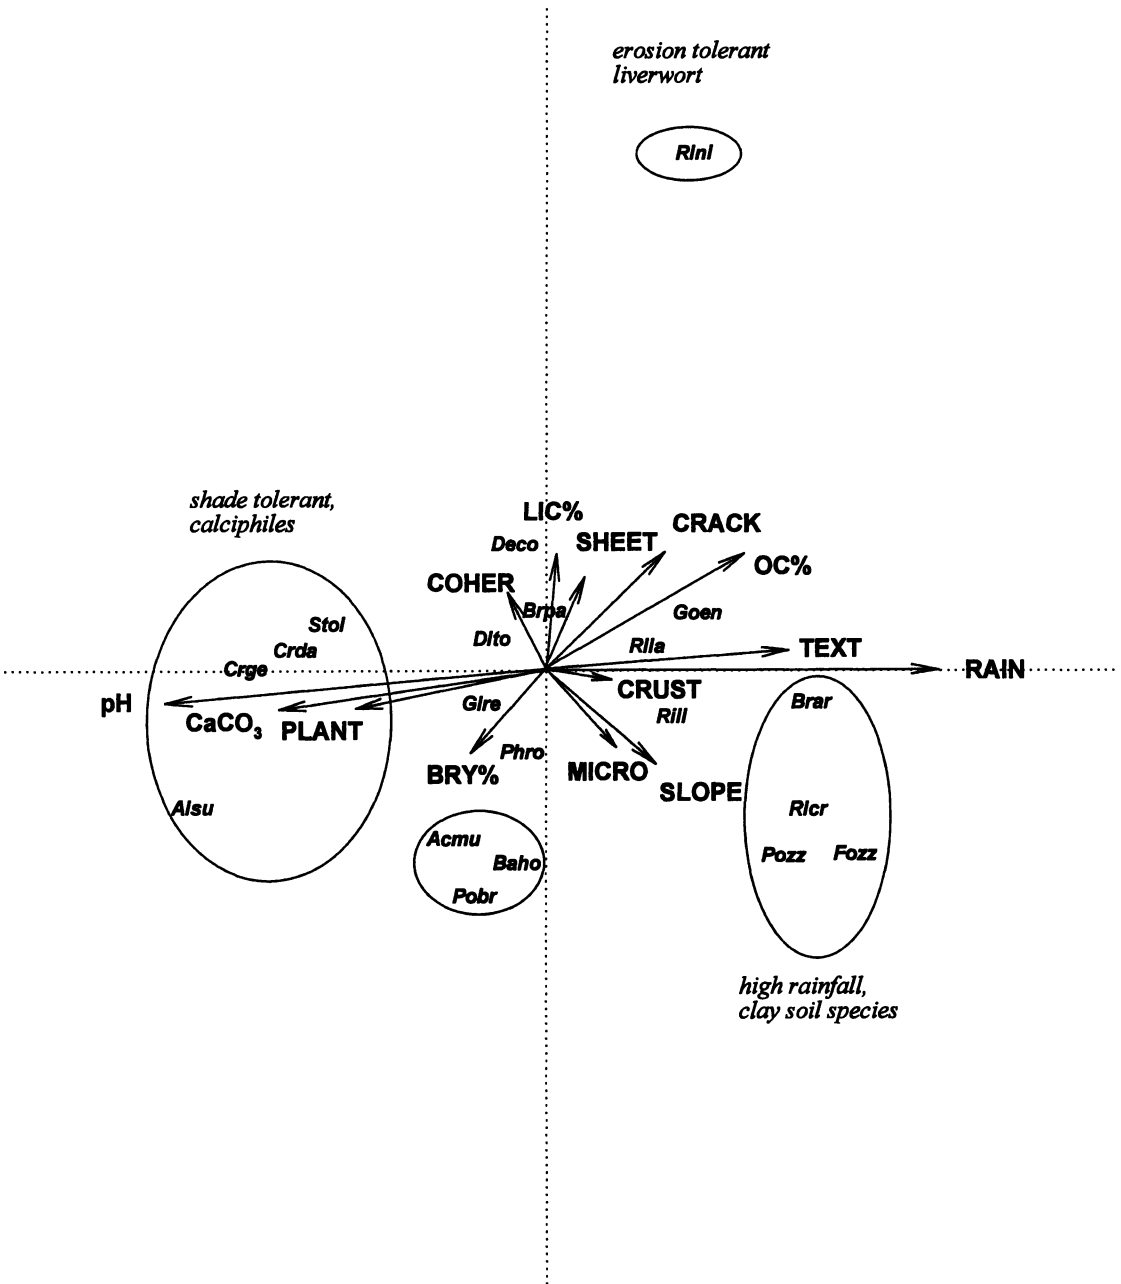 erosion tolerant
liverwort
Rini
shade tolerant,
calciphiles
LIC%
CRACK
Deco
SHEET
OC%
COHER
Brpa
Goen
Stol
Dito
Crda
Rila
TEXT
Crge
RAIN
pH
CaCO₃
PLANT
Gire
CRUST
Rill
Brar
Phro
BRY%
MICRO
SLOPE
Alsu
Ricr
Acmu
Baho
Pozz
Fozz
Pobr
high rainfall,
clay soil species